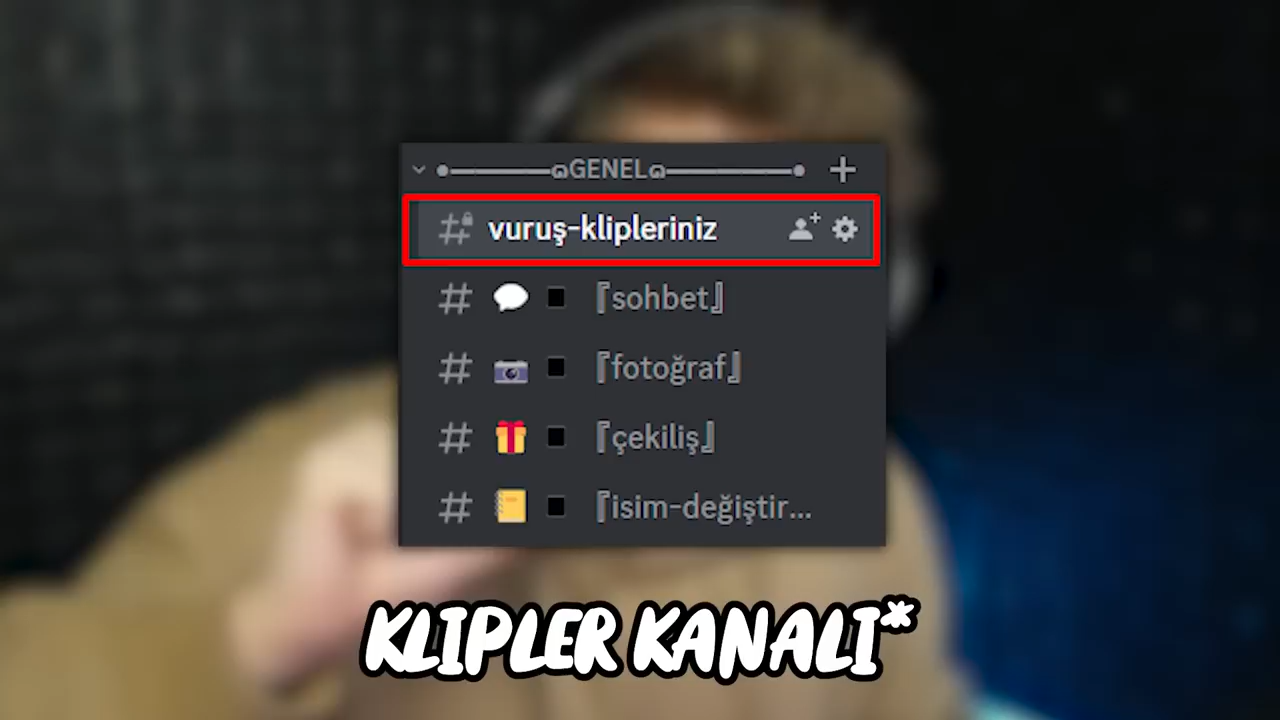 GENEL
vuruş-klipleriniz
『sohbet』
『fotoğraf』
『çekiliş』
『isim-değiştir...
KLIPLER KANALI*